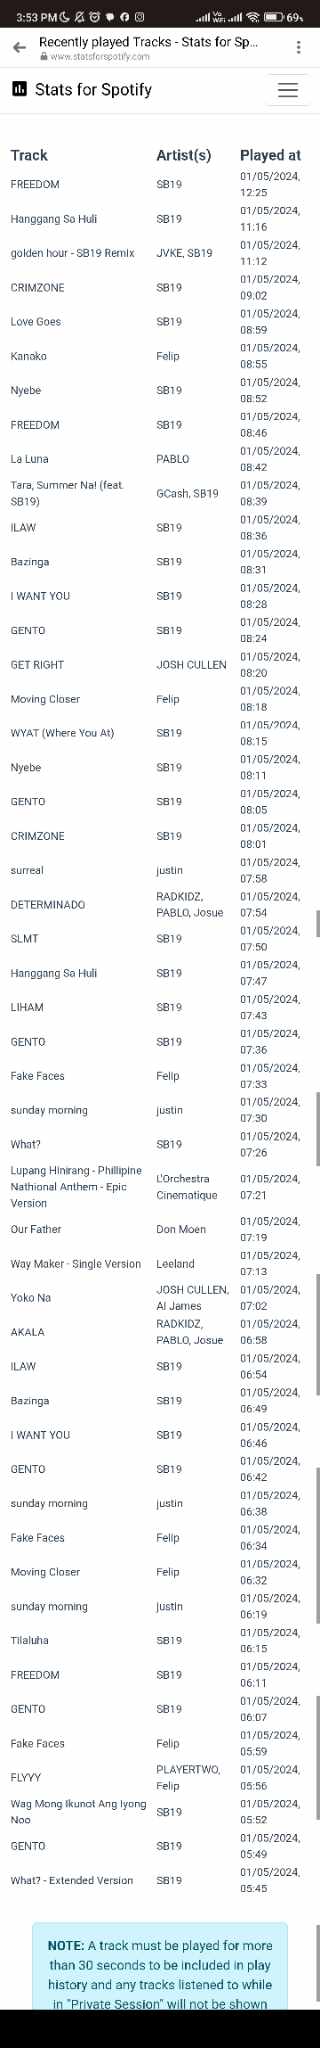 3:53 PM
69%
Recently played Tracks - Stats for Sp...
www.statsforspotify.com
Stats for Spotify
Track Artist(s) Played at
FREEDOM SB19 01/05/2024, 12:25
Hanggang Sa Huli SB19 01/05/2024, 11:16
golden hour - SB19 Remix JVKE, SB19 01/05/2024, 11:12
CRIMZONE SB19 01/05/2024, 09:02
Love Goes SB19 01/05/2024, 08:59
Kanako Felip 01/05/2024, 08:55
Nyebe SB19 01/05/2024, 08:52
FREEDOM SB19 01/05/2024, 08:46
La Luna PABLO 01/05/2024, 08:42
Tara, Summer Na! (feat. SB19) GCash, SB19 01/05/2024, 08:39
ILAW SB19 01/05/2024, 08:36
Bazinga SB19 01/05/2024, 08:31
I WANT YOU SB19 01/05/2024, 08:28
GENTO SB19 01/05/2024, 08:24
GET RIGHT JOSH CULLEN 01/05/2024, 08:20
Moving Closer Felip 01/05/2024, 08:18
WYAT (Where You At) SB19 01/05/2024, 08:15
Nyebe SB19 01/05/2024, 08:11
GENTO SB19 01/05/2024, 08:05
CRIMZONE SB19 01/05/2024, 08:01
surreal justin 01/05/2024, 07:58
DETERMINADO RADKIDZ, PABLO, Josue 01/05/2024, 07:54
SLMT SB19 01/05/2024, 07:50
Hanggang Sa Huli SB19 01/05/2024, 07:47
LIHAM SB19 01/05/2024, 07:43
GENTO SB19 01/05/2024, 07:36
Fake Faces Felip 01/05/2024, 07:33
sunday morning justin 01/05/2024, 07:30
What? SB19 01/05/2024, 07:26
Lupang Hinirang - Phillipine Nathional Anthem - Epic Version L'Orchestra Cinematique 01/05/2024, 07:21
Our Father Don Moen 01/05/2024, 07:19
Way Maker - Single Version Leeland 01/05/2024, 07:13
Yoko Na JOSH CULLEN, Al James 01/05/2024, 07:02
AKALA RADKIDZ, PABLO, Josue 01/05/2024, 06:58
ILAW SB19 01/05/2024, 06:54
Bazinga SB19 01/05/2024, 06:49
I WANT YOU SB19 01/05/2024, 06:46
GENTO SB19 01/05/2024, 06:42
sunday morning justin 01/05/2024, 06:38
Fake Faces Felip 01/05/2024, 06:34
Moving Closer Felip 01/05/2024, 06:32
sunday morning justin 01/05/2024, 06:19
Tilaluha SB19 01/05/2024, 06:15
FREEDOM SB19 01/05/2024, 06:11
GENTO SB19 01/05/2024, 06:07
Fake Faces Felip 01/05/2024, 05:59
FLYYY PLAYERTWO, Felip 01/05/2024, 05:56
Wag Mong Ikunot Ang Iyong Noo SB19 01/05/2024, 05:52
GENTO SB19 01/05/2024, 05:49
What? - Extended Version SB19 01/05/2024, 05:45
NOTE: A track must be played for more
than 30 seconds to be included in play
history and any tracks listened to while
in "Private Session" will not be shown